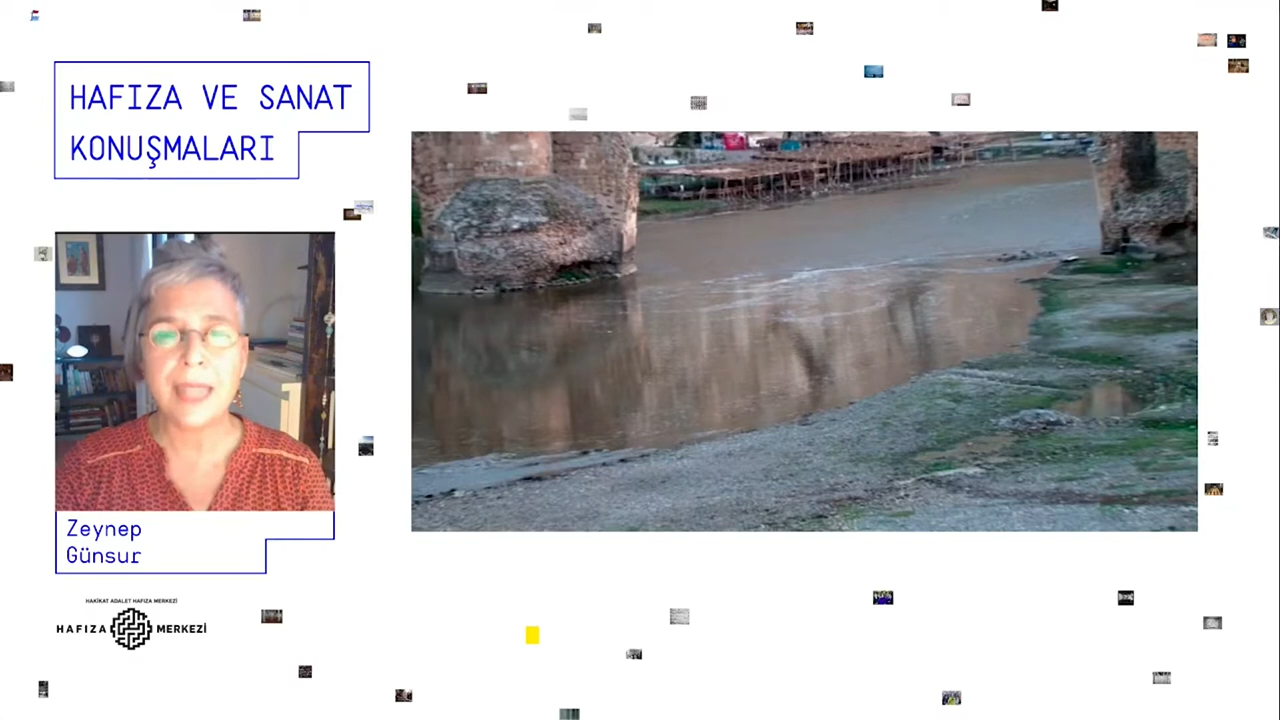 HAFIZA VE SANAT
KONUŞMALARI
Zeynep
Günsur
HAKİKAT ADALET HAFIZA MERKEZİ
HAFIZA MERKEZİ